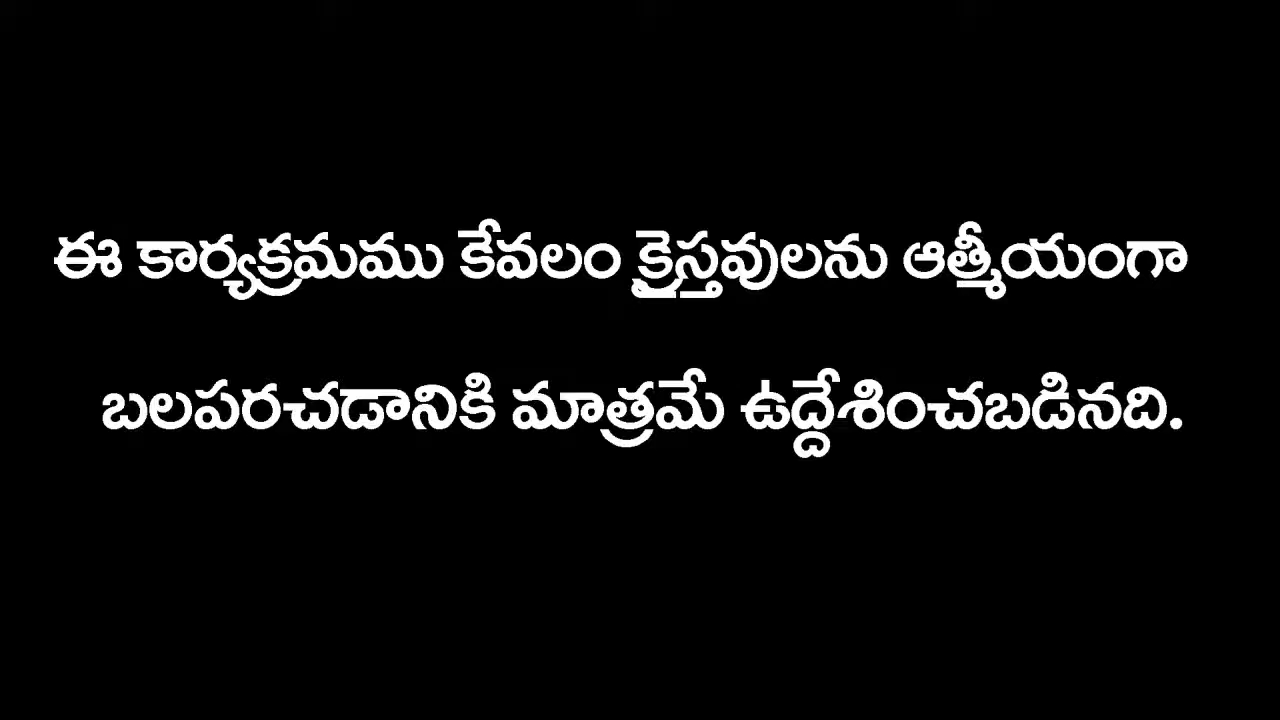 ఈ కార్యక్రమము కేవలం క్రైస్తవులను ఆత్మీయంగా
బలపరచడానికి మాత్రమే ఉద్దేశించబడినది.